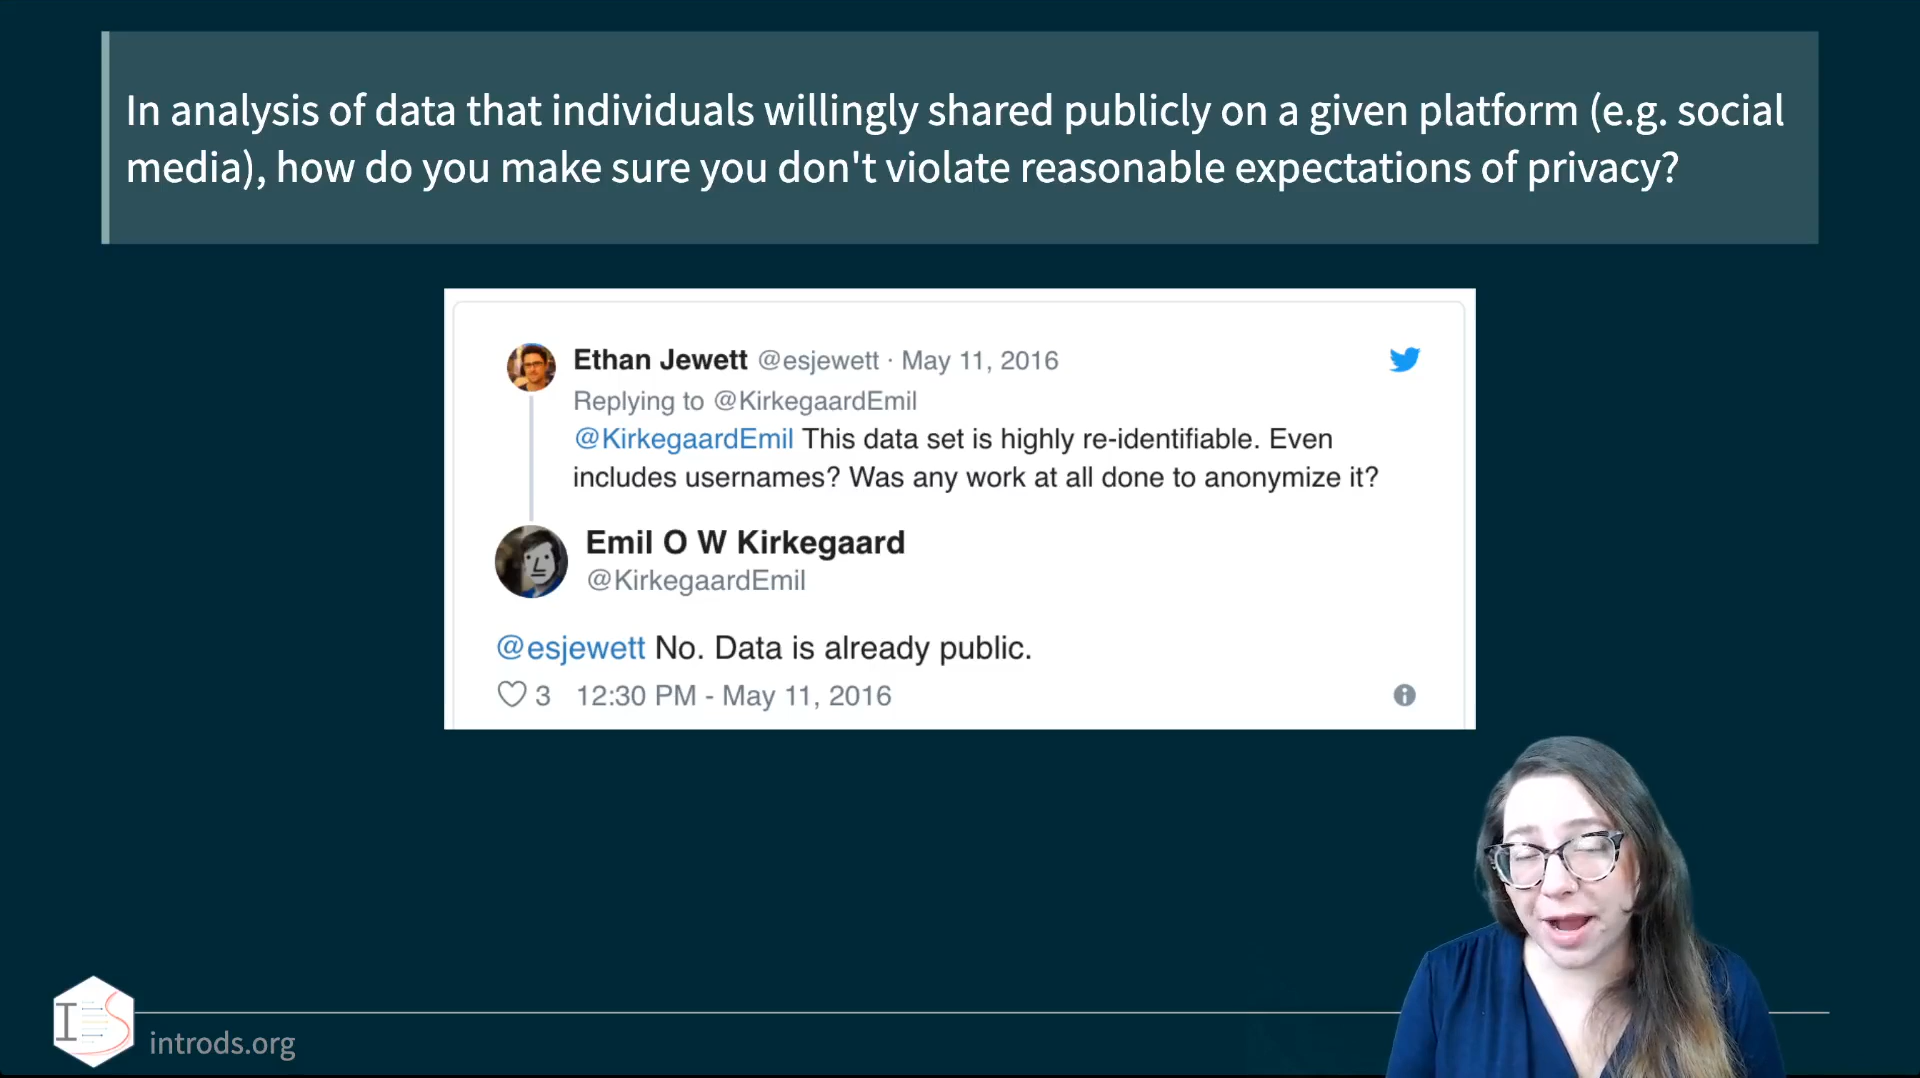 In analysis of data that individuals willingly shared publicly on a given platform (e.g. social
media), how do you make sure you don't violate reasonable expectations of privacy?
Ethan Jewett @esjewett · May 11, 2016
Replying to @KirkegaardEmil
@KirkegaardEmil This data set is highly re-identifiable. Even
includes usernames? Was any work at all done to anonymize it?
Emil O W Kirkegaard
@KirkegaardEmil
@esjewett No. Data is already public.
3 12:30 PM - May 11, 2016
IDS
introds.org